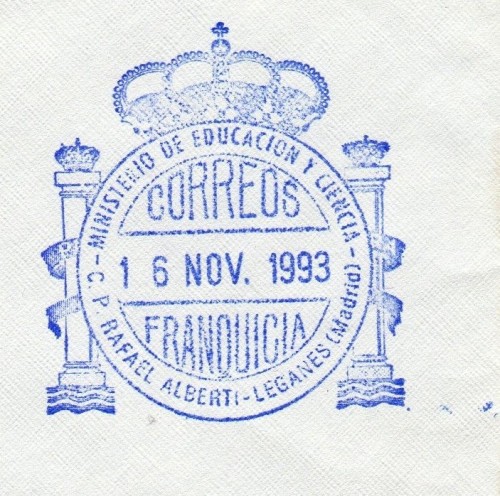 MINISTERIO DE EDUCACION Y CIENCIA -
CORREOS
1 6 NOV. 1993
FRANQUICIA
- C. P. RAFAEL ALBERTI-LEGANES (Madrid)